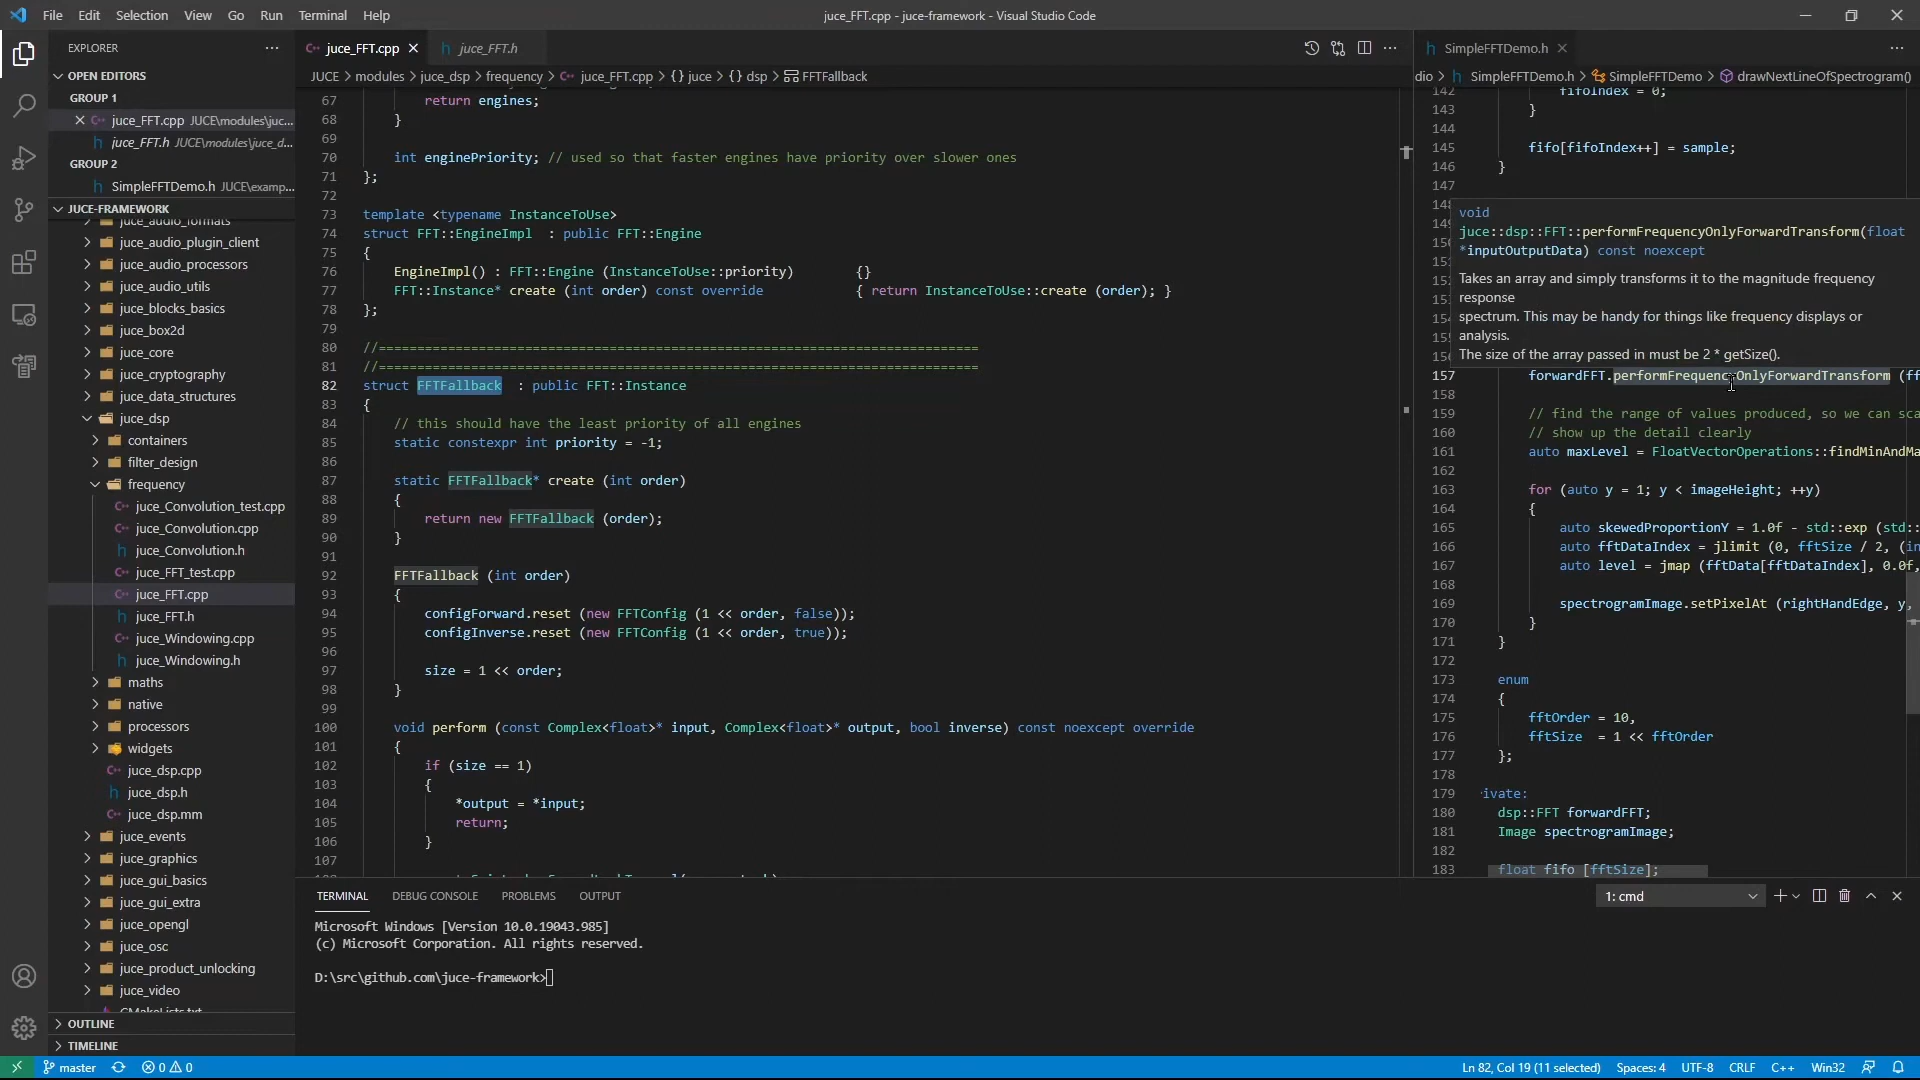 File Edit Selection View Go Run Terminal Help
juce_FFT.cpp - juce-framework - Visual Studio Code
EXPLORER
OPEN EDITORS
GROUP 1
juce_FFT.cpp JUCE\modules\juc...
juce_FFT.h JUCE\modules\juce_d...
GROUP 2
SimpleFFTDemo.h JUCE\examp...
JUCE-FRAMEWORK
juce_audio_formats
juce_audio_plugin_client
juce_audio_processors
juce_audio_utils
juce_blocks_basics
juce_box2d
juce_core
juce_cryptography
juce_data_structures
juce_dsp
containers
filter_design
frequency
juce_Convolution_test.cpp
juce_Convolution.cpp
juce_Convolution.h
juce_FFT_test.cpp
juce_FFT.cpp
juce_FFT.h
juce_Windowing.cpp
juce_Windowing.h
maths
native
processors
widgets
juce_dsp.cpp
juce_dsp.h
juce_dsp.mm
juce_events
juce_graphics
juce_gui_basics
juce_gui_extra
juce_opengl
juce_osc
juce_product_unlocking
juce_video
CMakeLists.txt
OUTLINE
TIMELINE
juce_FFT.cpp juce_FFT.h
JUCE > modules > juce_dsp > frequency > juce_FFT.cpp > {} juce > {} dsp > FFTFallback
67 return engines;
68 }
69
70 int enginePriority; // used so that faster engines have priority over slower ones
71 };
72
73 template <typename InstanceToUse>
74 struct FFT::EngineImpl : public FFT::Engine
75 {
76 EngineImpl() : FFT::Engine (InstanceToUse::priority) {}
77 FFT::Instance* create (int order) const override { return InstanceToUse::create (order); }
78 };
79
80 //==============================================================================
81 //==============================================================================
82 struct FFTFallback : public FFT::Instance
83 {
84 // this should have the least priority of all engines
85 static constexpr int priority = -1;
86
87 static FFTFallback* create (int order)
88 {
89 return new FFTFallback (order);
90 }
91
92 FFTFallback (int order)
93 {
94 configForward.reset (new FFTConfig (1 << order, false));
95 configInverse.reset (new FFTConfig (1 << order, true));
96
97 size = 1 << order;
98 }
99
100 void perform (const Complex<float>* input, Complex<float>* output, bool inverse) const noexcept override
101 {
102 if (size == 1)
103 {
104 *output = *input;
105 return;
106 }
107
SimpleFFTDemo.h
dio > SimpleFFTDemo.h > SimpleFFTDemo > drawNextLineOfSpectrogram()
142 fifoIndex = 0;
143 }
144
145 fifo[fifoIndex++] = sample;
146 }
147
void
juce::dsp::FFT::performFrequencyOnlyForwardTransform(float
*inputOutputData) const noexcept
Takes an array and simply transforms it to the magnitude frequency
response
spectrum. This may be handy for things like frequency displays or
analysis.
The size of the array passed in must be 2 * getSize().
157 forwardFFT.performFrequencyOnlyForwardTransform (ff
158
159 // find the range of values produced, so we can sca
160 // show up the detail clearly
161 auto maxLevel = FloatVectorOperations::findMinAndMa
162
163 for (auto y = 1; y < imageHeight; ++y)
164 {
165 auto skewedProportionY = 1.0f - std::exp (std::
166 auto fftDataIndex = jlimit (0, fftSize / 2, (in
167 auto level = jmap (fftData[fftDataIndex], 0.0f,
168
169 spectrogramImage.setPixelAt (rightHandEdge, y,
170 }
171 }
172
173 enum
174 {
175 fftOrder = 10,
176 fftSize = 1 << fftOrder
177 };
178
179 ivate:
180 dsp::FFT forwardFFT;
181 Image spectrogramImage;
182
183 float fifo [fftSize];
TERMINAL DEBUG CONSOLE PROBLEMS OUTPUT
1: cmd
Microsoft Windows [Version 10.0.19043.985]
(c) Microsoft Corporation. All rights reserved.
D:\src\github.com\juce-framework>
master 0 0
Ln 82, Col 19 (11 selected) Spaces: 4 UTF-8 CRLF C++ Win32